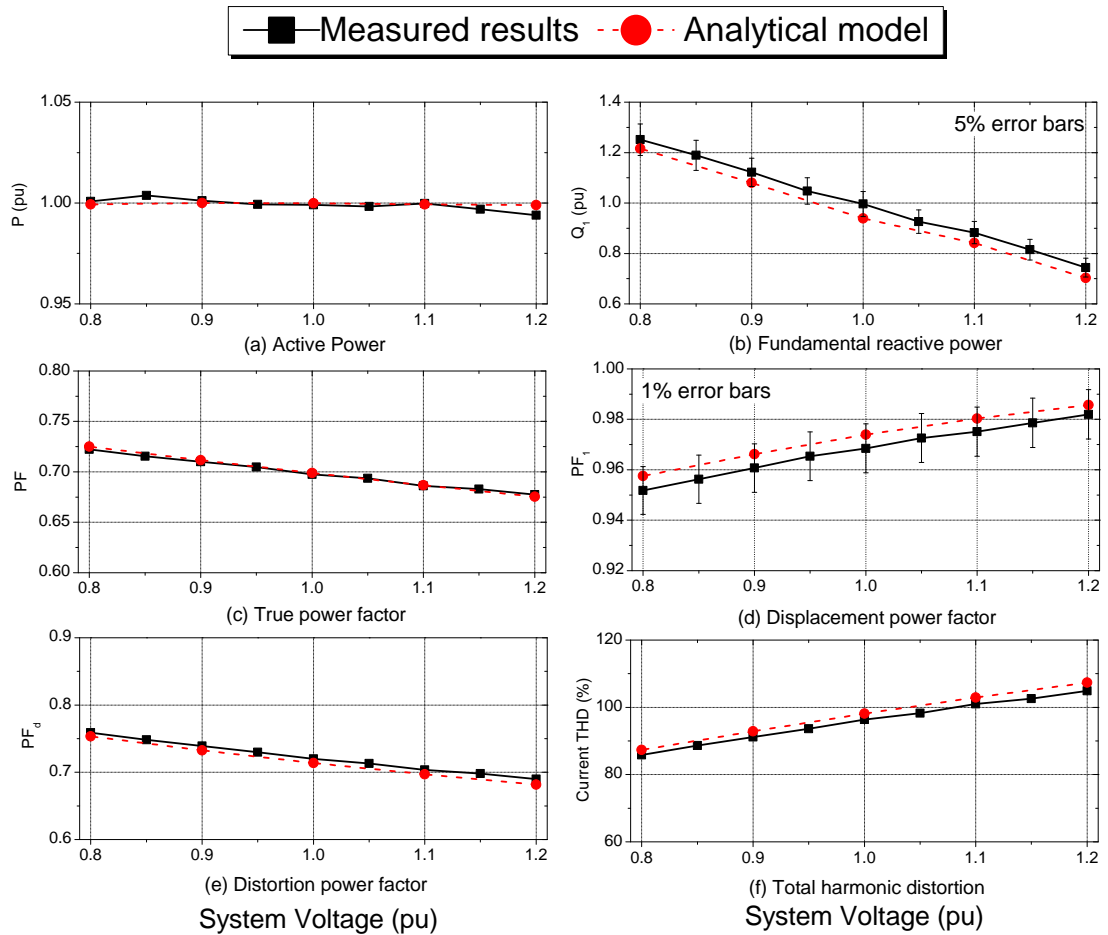 Measured results Analytical model
1.05
1.00
0.95
P (pu)
0.8 0.9 1.0 1.1 1.2
(a) Active Power
1.4
1.2
1.0
0.8
0.6
Q1 (pu)
5% error bars
0.8 0.9 1.0 1.1 1.2
(b) Fundamental reactive power
0.80
0.75
0.70
0.65
0.60
PF
0.8 0.9 1.0 1.1 1.2
(c) True power factor
1.00
0.98
0.96
0.94
0.92
PF1
1% error bars
0.8 0.9 1.0 1.1 1.2
(d) Displacement power factor
0.9
0.8
0.7
0.6
PFd
0.8 0.9 1.0 1.1 1.2
(e) Distortion power factor
System Voltage (pu)
120
100
80
60
Current THD (%)
0.8 0.9 1.0 1.1 1.2
(f) Total harmonic distortion
System Voltage (pu)